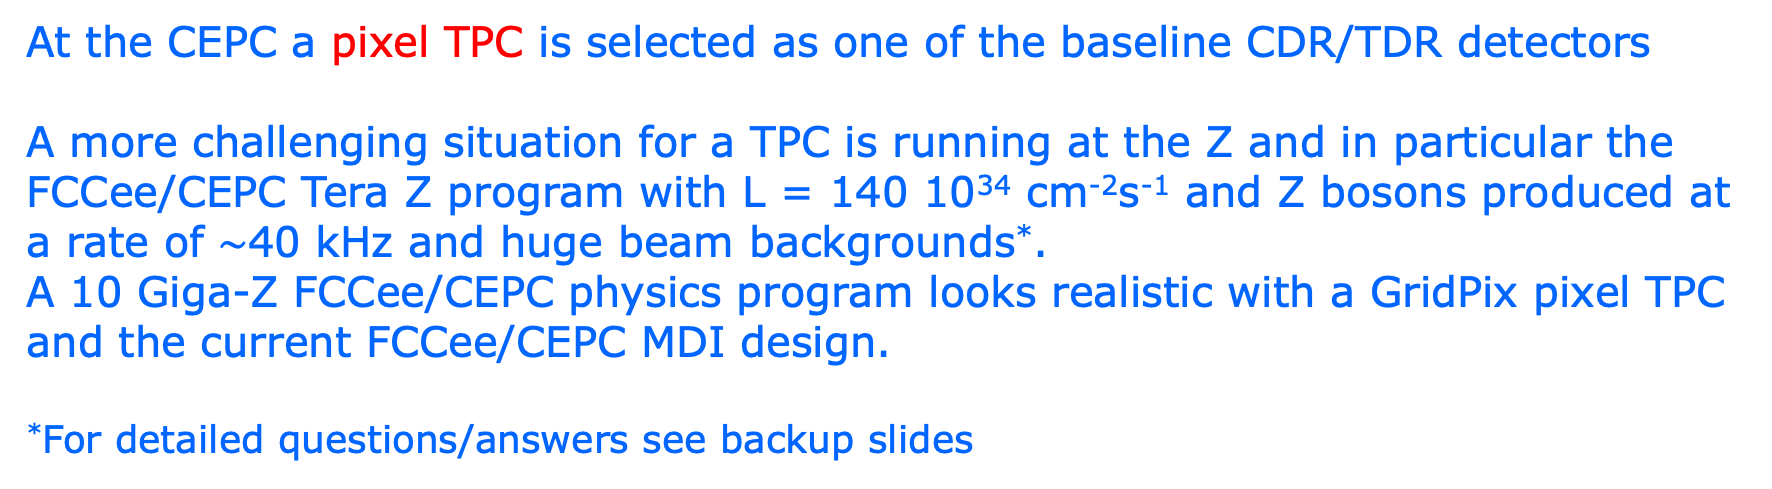 At the CEPC a pixel TPC is selected as one of the baseline CDR/TDR detectors
A more challenging situation for a TPC is running at the Z and in particular the
FCCee/CEPC Tera Z program with L = 140 10³⁴ cm⁻²s⁻¹ and Z bosons produced at
a rate of ~40 kHz and huge beam backgrounds*.
A 10 Giga-Z FCCee/CEPC physics program looks realistic with a GridPix pixel TPC
and the current FCCee/CEPC MDI design.
*For detailed questions/answers see backup slides